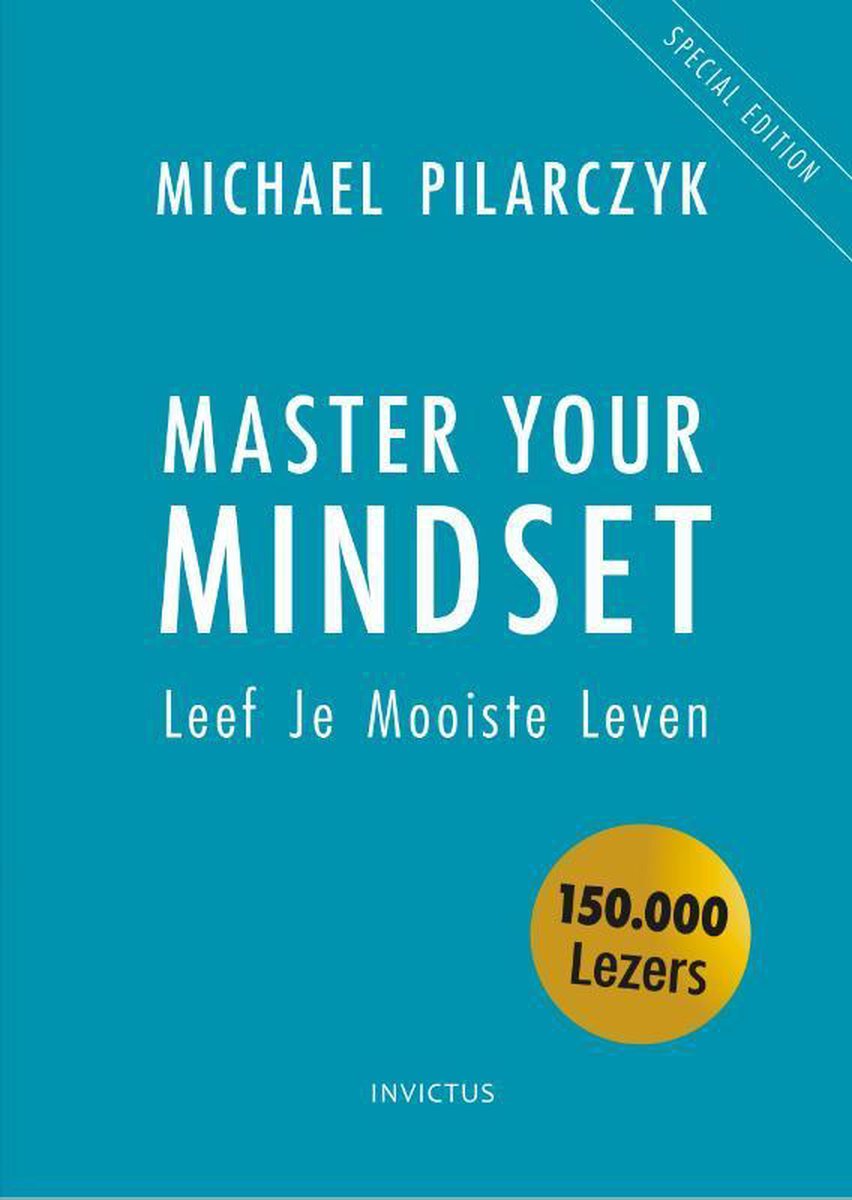 SPECIAL EDITION
MICHAEL PILARCZYK
MASTER YOUR
MINDSET
Leef Je Mooiste Leven
150.000
Lezers
INVICTUS